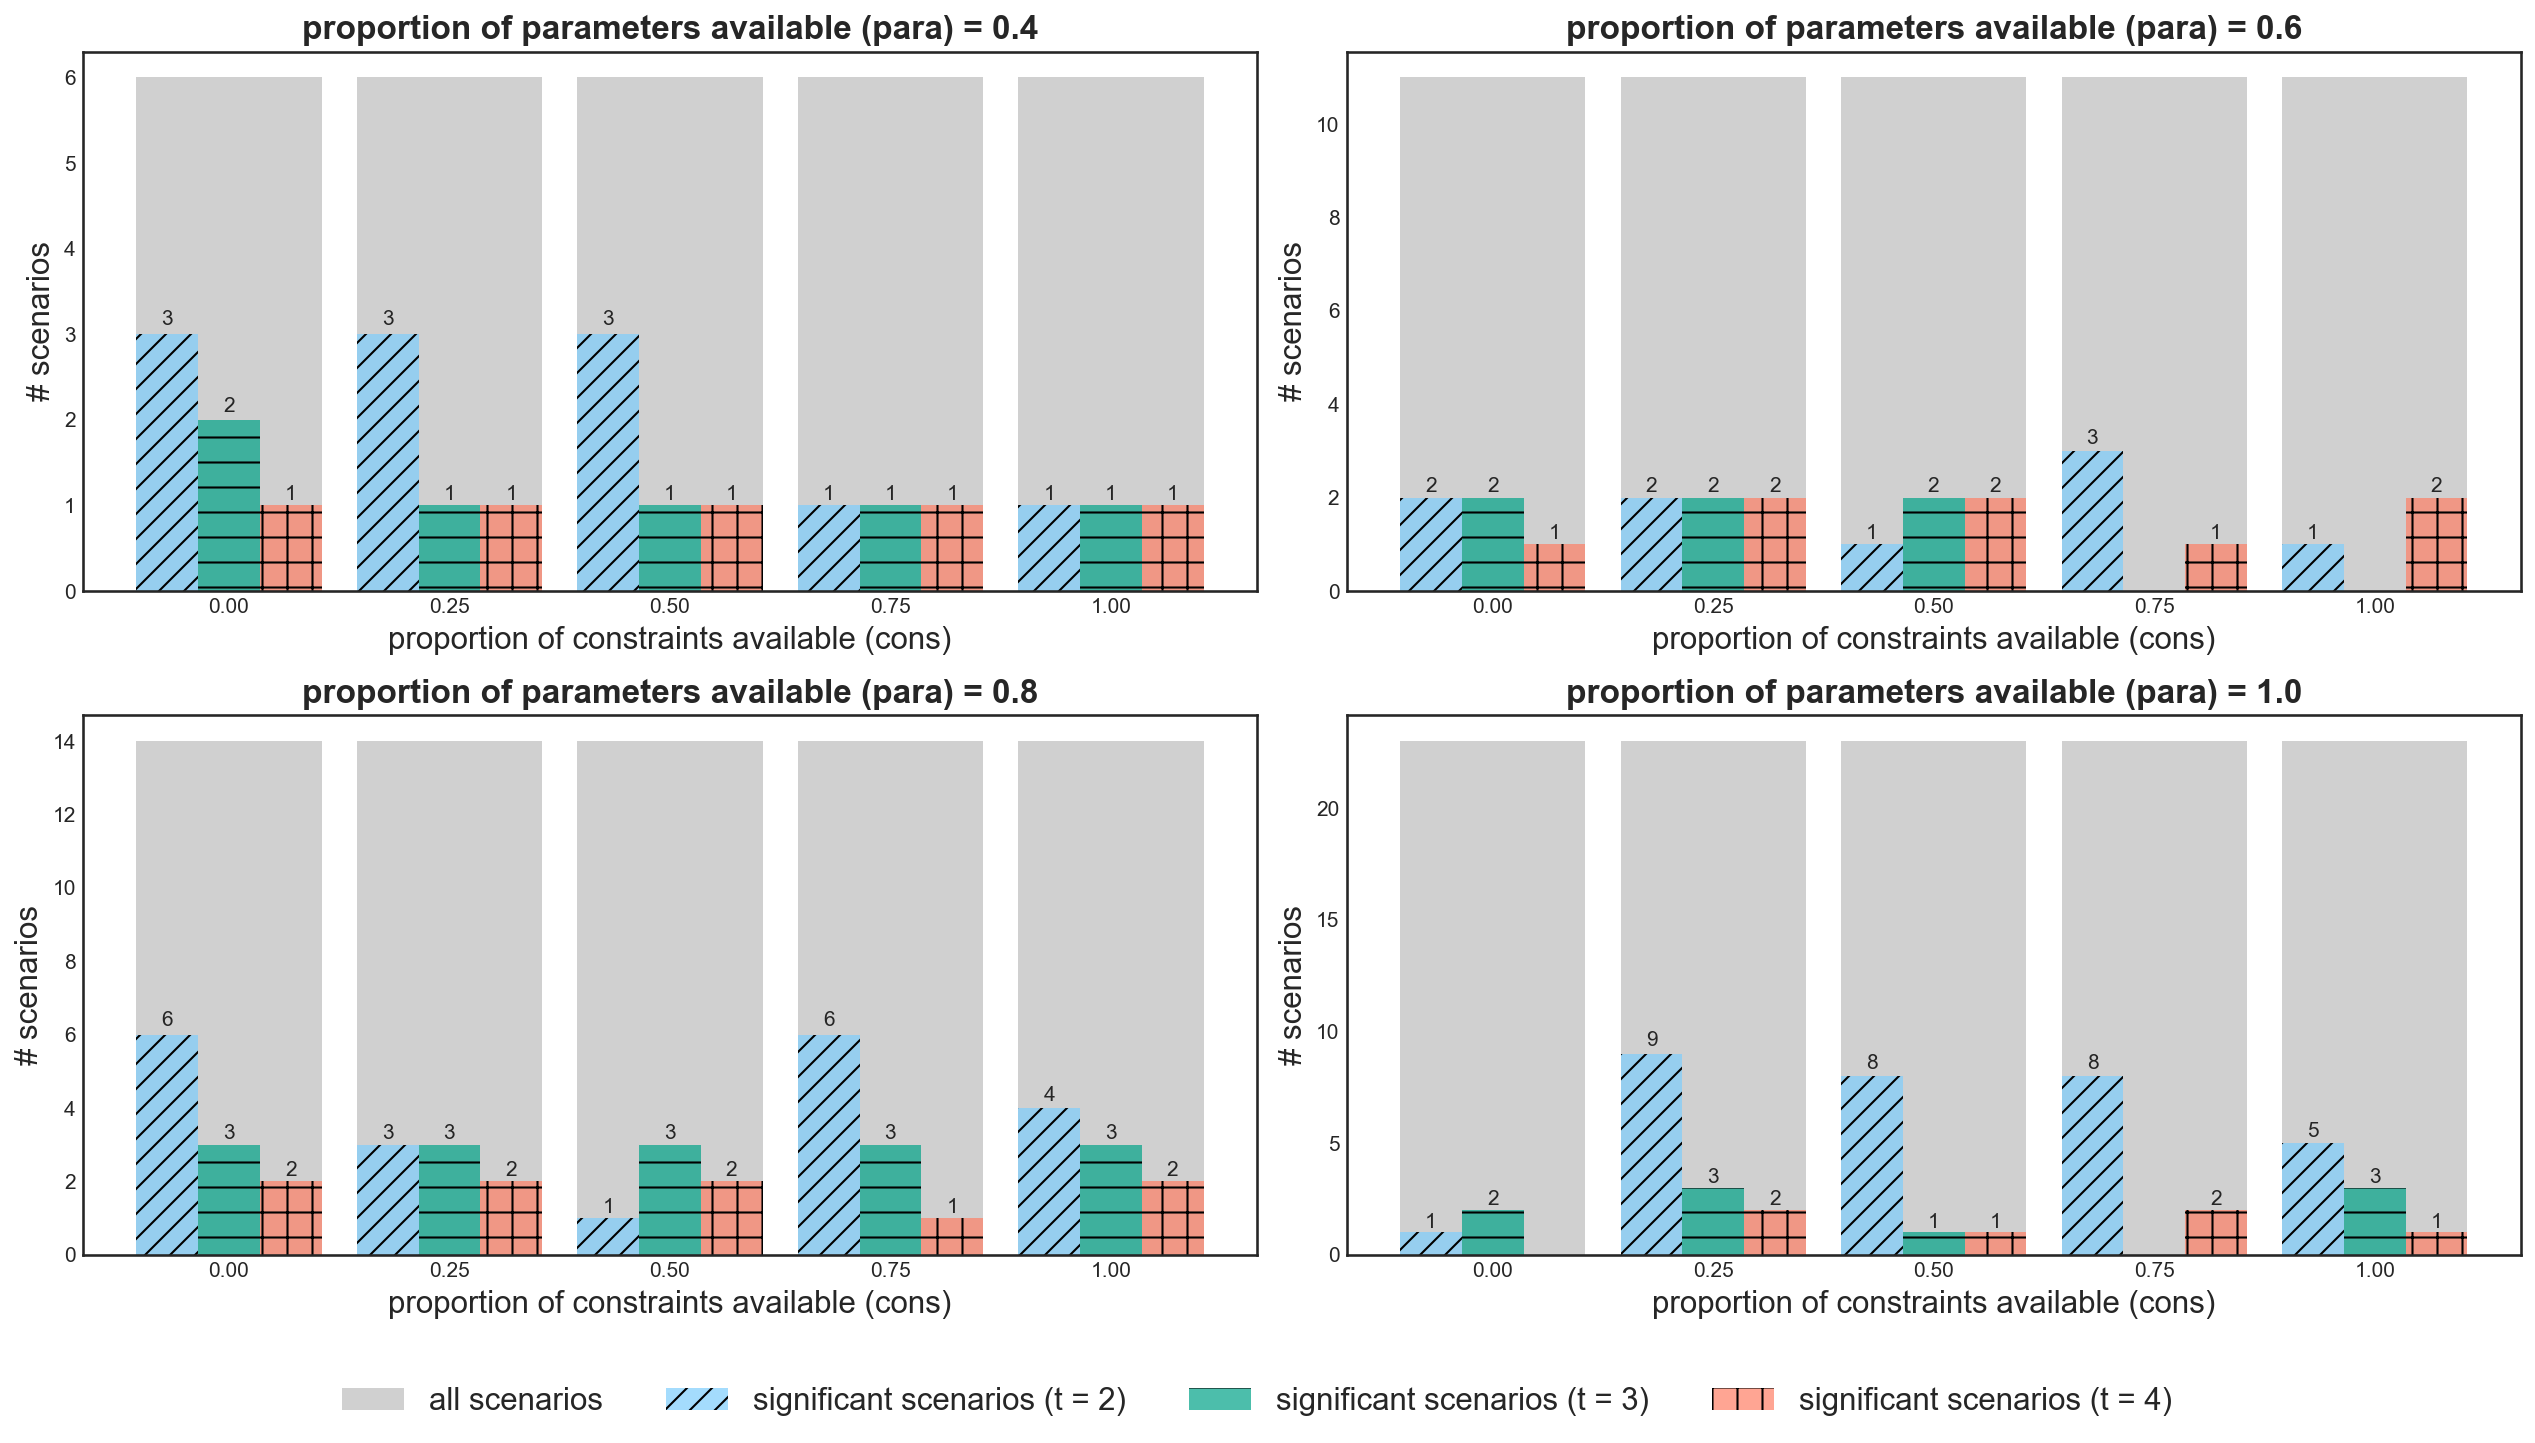 proportion of parameters available (para) = 0.4
# scenarios
6
5
4
3
2
1
0
3 2 1
3 1 1
3 1 1
1 1 1
1 1 1
0.00 0.25 0.50 0.75 1.00
proportion of constraints available (cons)
proportion of parameters available (para) = 0.6
# scenarios
10
8
6
4
2
0
2 2 1
2 2 2
1 2 2
3 1
1 2
0.00 0.25 0.50 0.75 1.00
proportion of constraints available (cons)
proportion of parameters available (para) = 0.8
# scenarios
14
12
10
8
6
4
2
0
6 3 2
3 3 2
1 3 2
6 3 1
4 3 2
0.00 0.25 0.50 0.75 1.00
proportion of constraints available (cons)
proportion of parameters available (para) = 1.0
# scenarios
20
15
10
5
0
1 2
9 3 2
8 1 1
8 2
5 3 1
0.00 0.25 0.50 0.75 1.00
proportion of constraints available (cons)
all scenarios significant scenarios (t = 2) significant scenarios (t = 3) significant scenarios (t = 4)